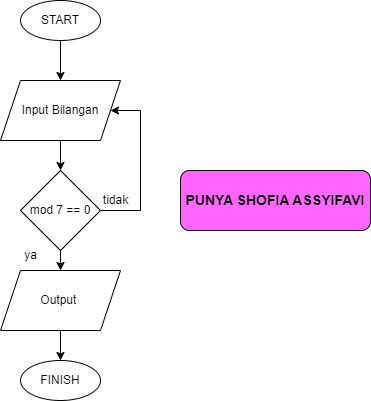 START
Input Bilangan
tidak
mod 7 == 0
PUNYA SHOFIA ASSYIFAVI
ya
Output
FINISH